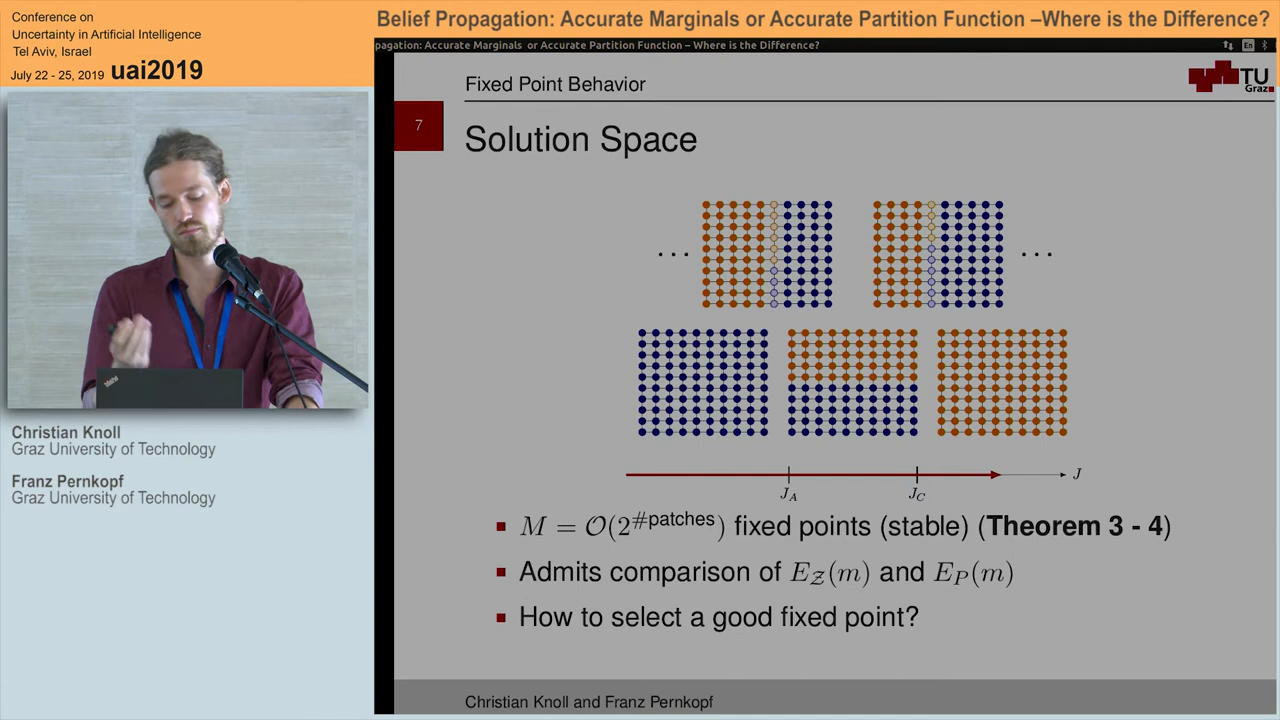 Conference on
Uncertainty in Artificial Intelligence
Tel Aviv, Israel
July 22 - 25, 2019 uai2019
Belief Propagation: Accurate Marginals or Accurate Partition Function –Where is the Difference?
pagation: Accurate Marginals or Accurate Partition Function – Where is the Difference?
En
Fixed Point Behavior
TU
Graz
7
Solution Space
J
J_A J_C
M = O(2^#patches) fixed points (stable) (Theorem 3 - 4)
Admits comparison of E_Z(m) and E_P(m)
How to select a good fixed point?
Christian Knoll
Graz University of Technology
Franz Pernkopf
Graz University of Technology
Christian Knoll and Franz Pernkopf